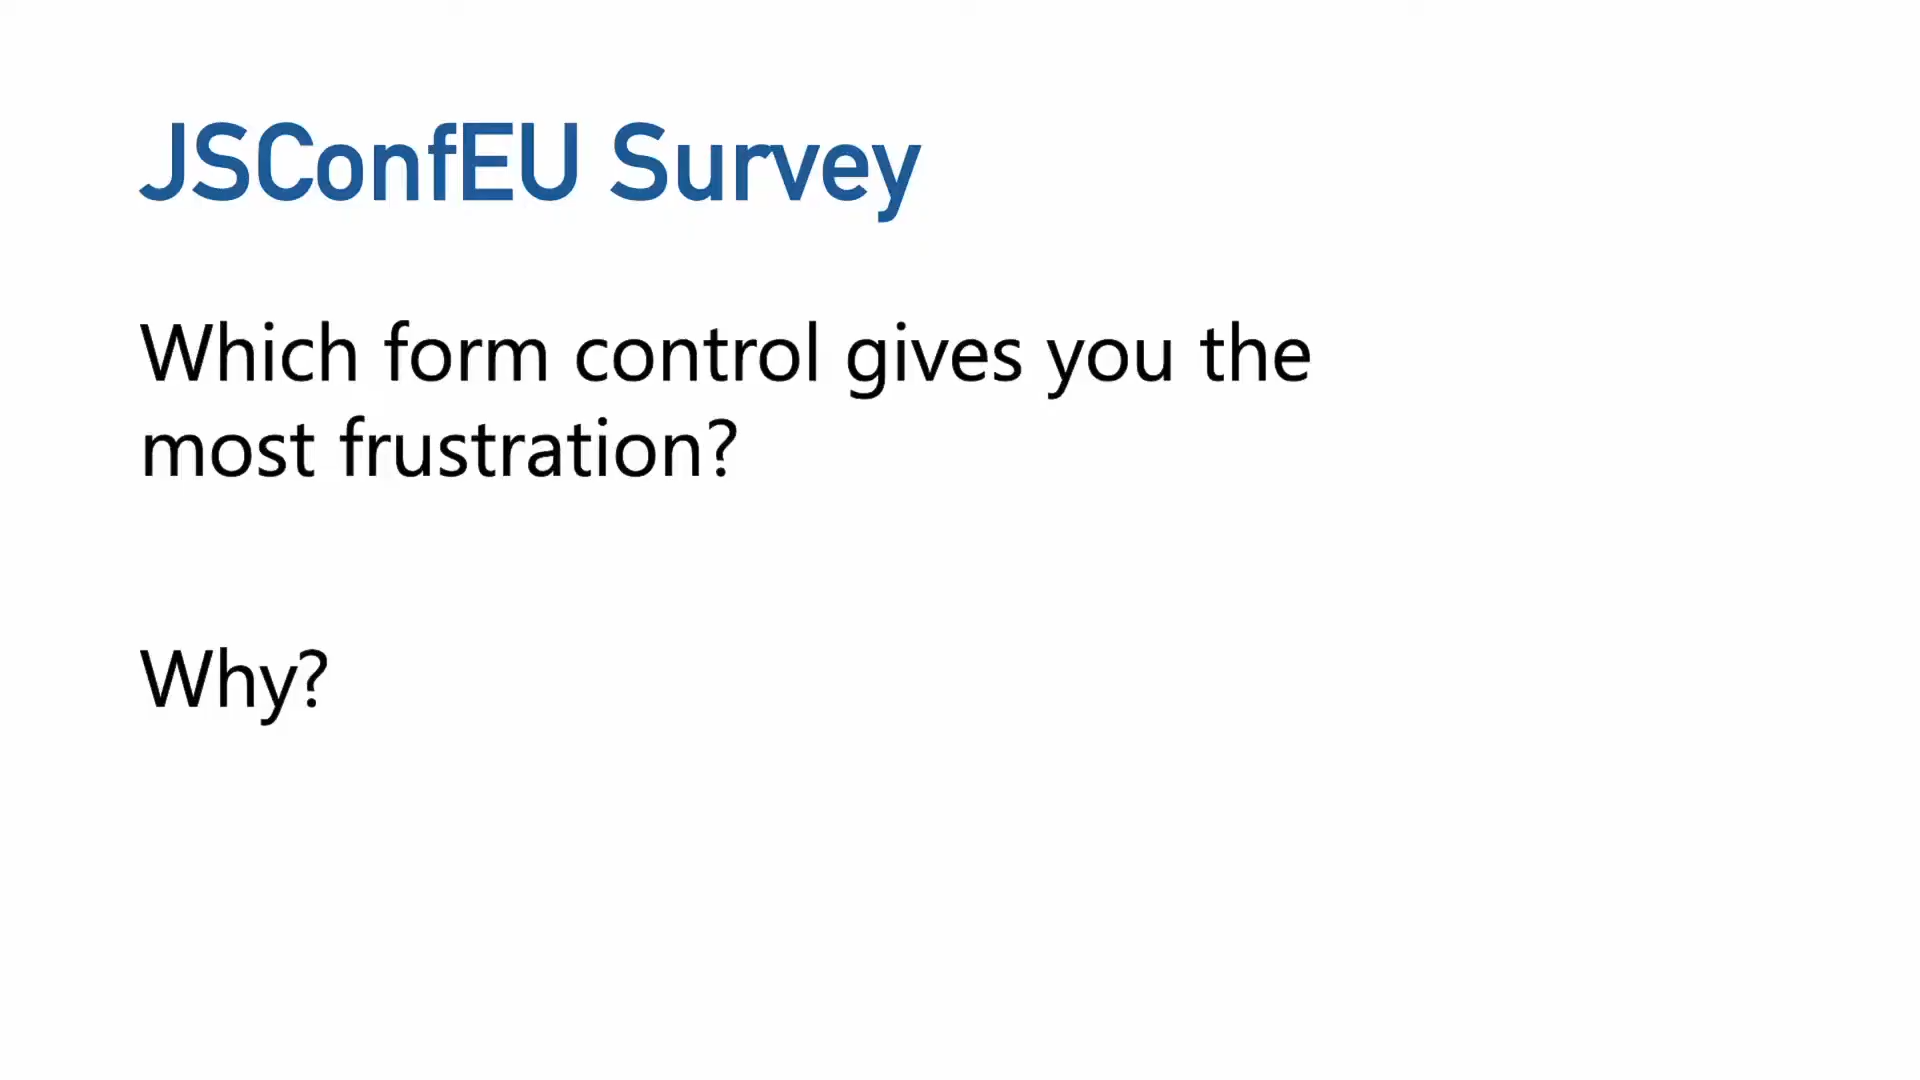 JSConfEU Survey
Which form control gives you the
most frustration?
Why?